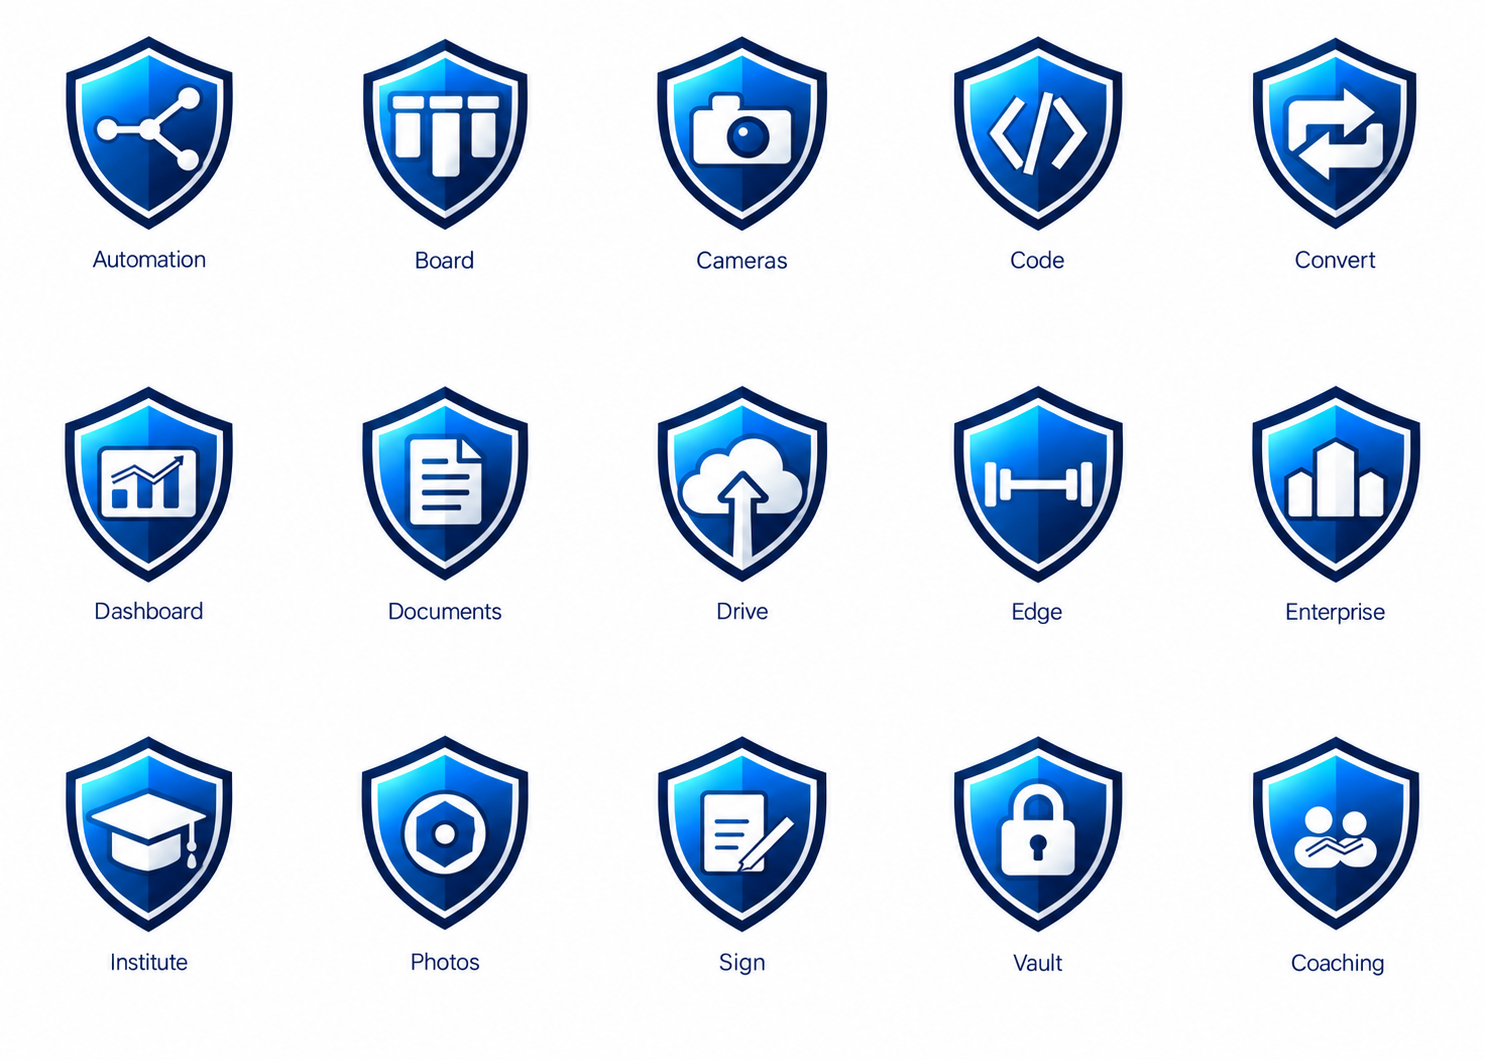 Automation
Board
Cameras
Code
Convert
Dashboard
Documents
Drive
Edge
Enterprise
Institute
Photos
Sign
Vault
Coaching